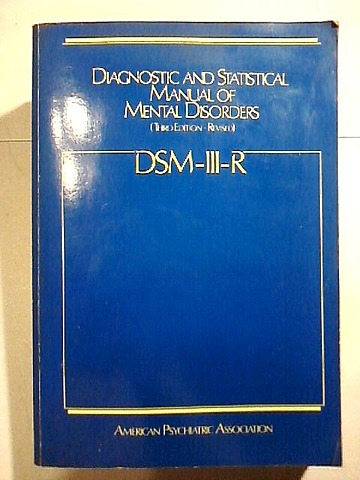 DIAGNOSTIC AND STATISTICAL
MANUAL OF
MENTAL DISORDERS
(THIRD EDITION - REVISED)
DSM-III-R
AMERICAN PSYCHIATRIC ASSOCIATION